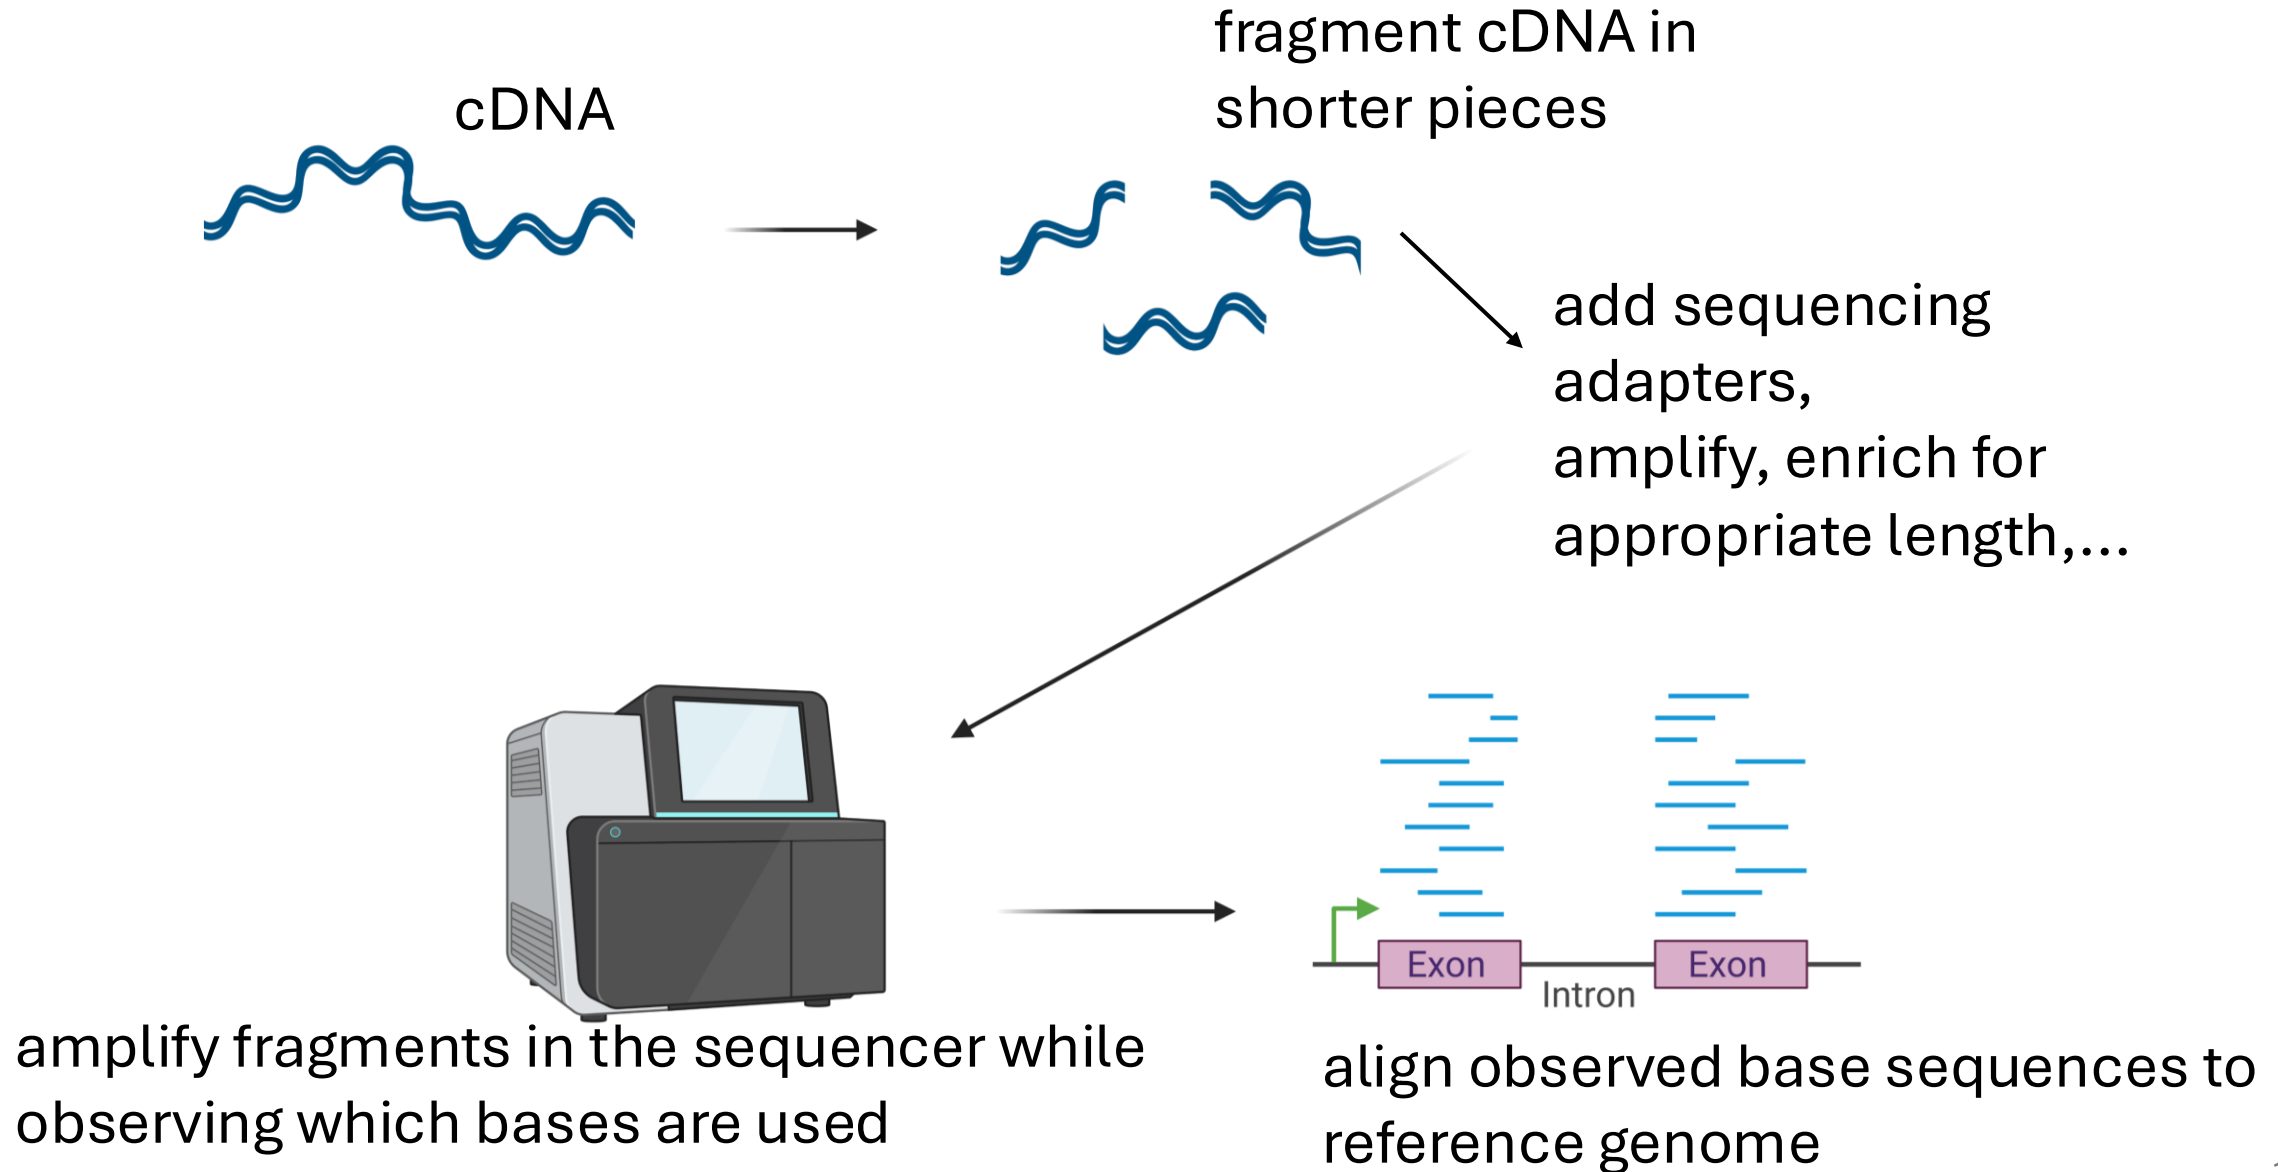 cDNA
fragment cDNA in
shorter pieces
add sequencing
adapters,
amplify, enrich for
appropriate length,...
amplify fragments in the sequencer while
observing which bases are used
Exon
Intron
Exon
align observed base sequences to
reference genome